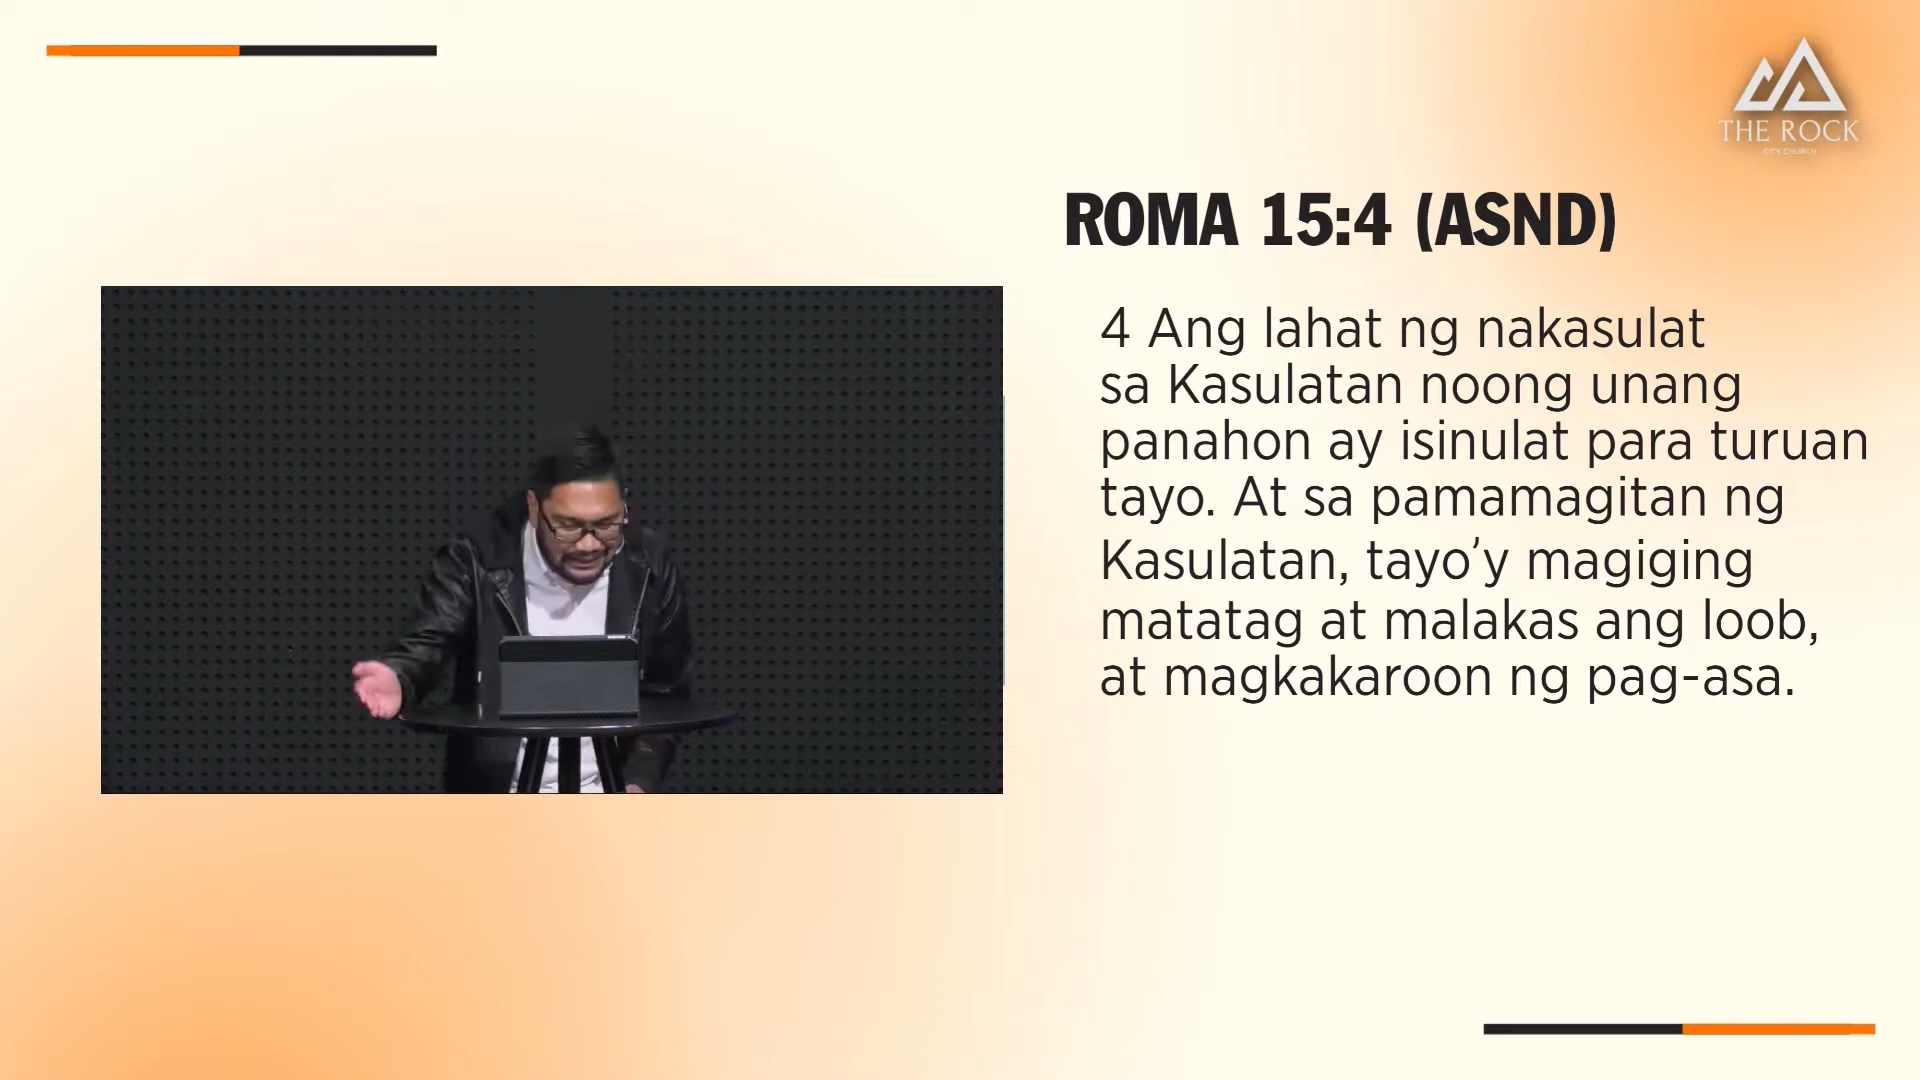 THE ROCK
CITY CHURCH
ROMA 15:4 (ASND)
4 Ang lahat ng nakasulat
sa Kasulatan noong unang
panahon ay isinulat para turuan
tayo. At sa pamamagitan ng
Kasulatan, tayo’y magiging
matatag at malakas ang loob,
at magkakaroon ng pag-asa.